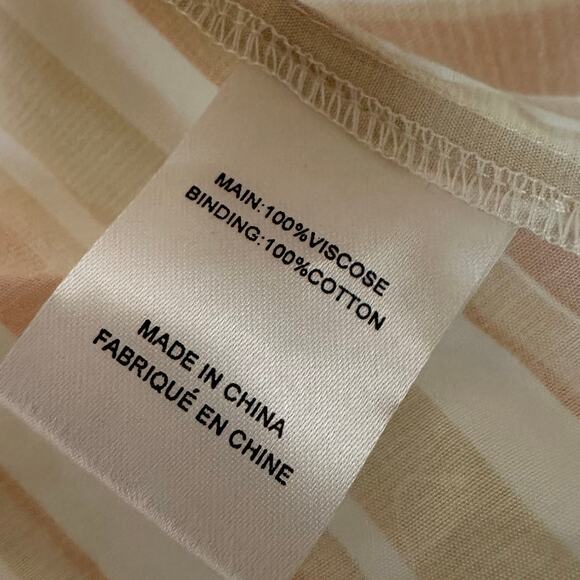 MAIN:100%VISCOSE
BINDING:100%COTTON
MADE IN CHINA
FABRIQUÉ EN CHINE